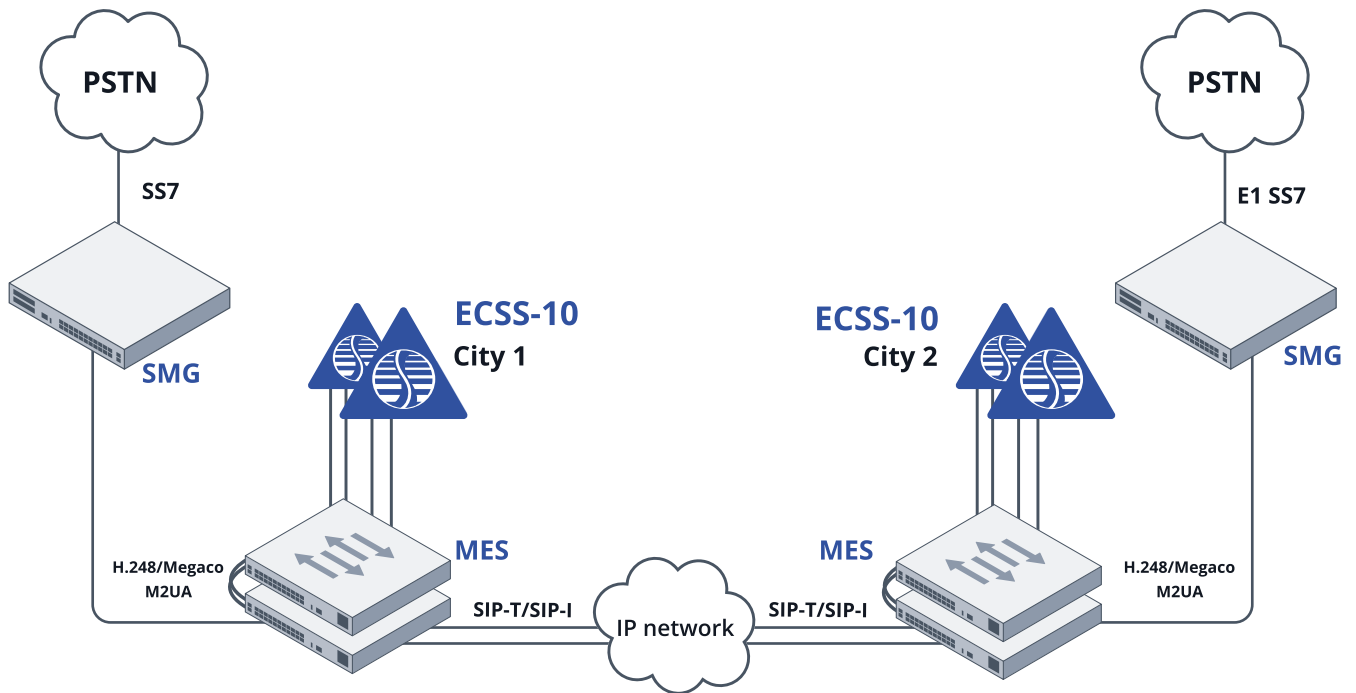 PSTN
PSTN
SS7
E1 SS7
ECSS-10
City 1
ECSS-10
City 2
SMG
SMG
MES
MES
H.248/Megaco
M2UA
H.248/Megaco
M2UA
SIP-T/SIP-I
IP network
SIP-T/SIP-I